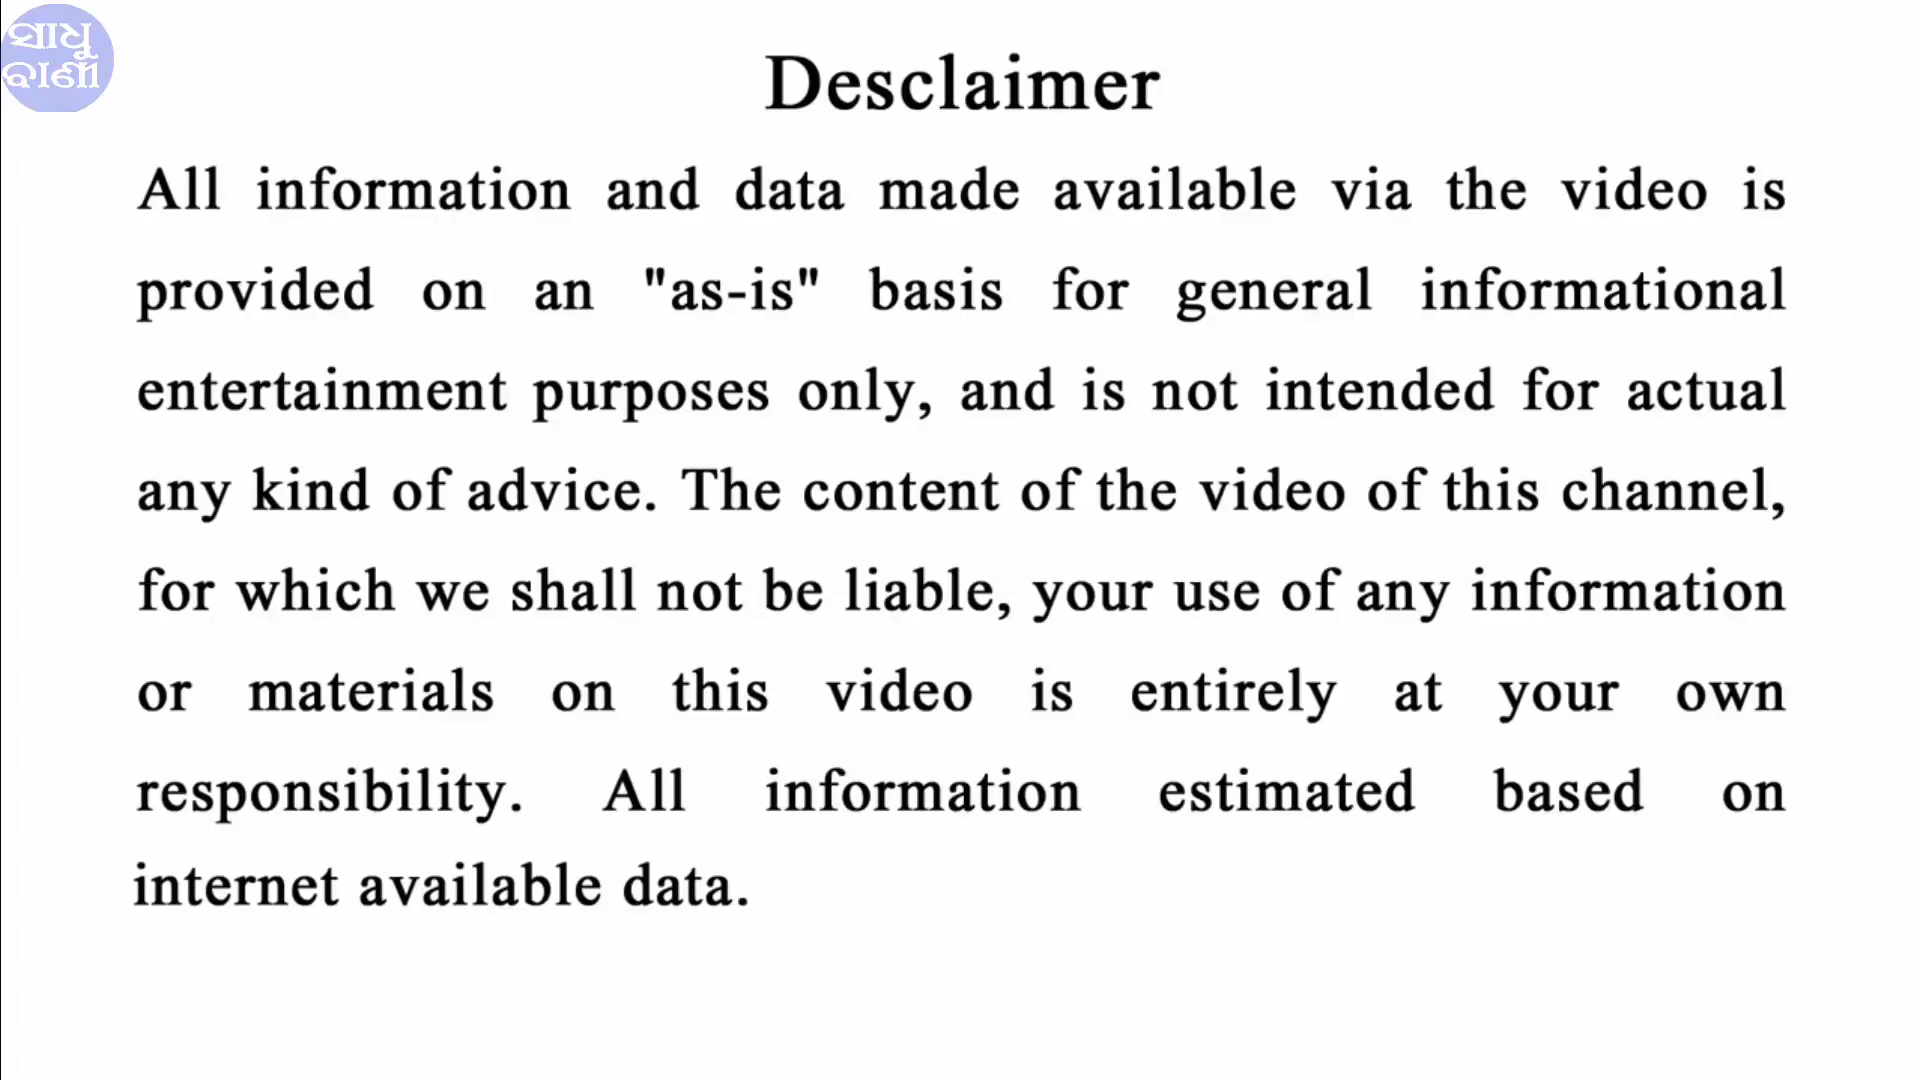 ସାଧୁ
ବାଣୀ
Desclaimer
All information and data made available via the video is
provided on an "as-is" basis for general informational
entertainment purposes only, and is not intended for actual
any kind of advice. The content of the video of this channel,
for which we shall not be liable, your use of any information
or materials on this video is entirely at your own
responsibility. All information estimated based on
internet available data.